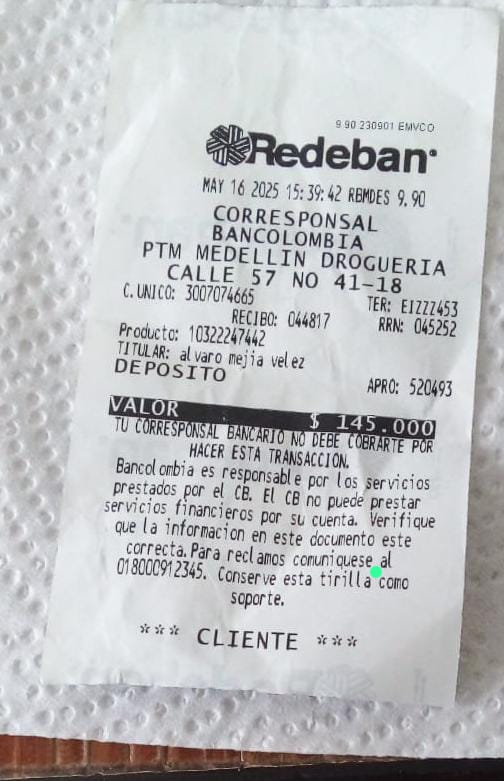 9.90 230901 EMVCO
Redeban
MAY 16 2025 15:39:42 RBMDES 9.90
CORRESPONSAL
BANCOLOMBIA
PTM MEDELLIN DROGUERIA
CALLE 57 NO 41-18
C.UNICO: 3007074665 TER: EIZZZ453
RECIBO: 044817 RRN: 045252
Producto: 10322247442
TITULAR: alvaro mejia velez
DEPOSITO APRO: 520493
VALOR $ 145.000
TU CORRESPONSAL BANCARIO NO DEBE COBRARTE POR
HACER ESTA TRANSACCION.
Bancolombia es responsable por los servicios
prestados por el CB. El CB no puede prestar
servicios financieros por su cuenta. Verifique
que la informacion en este documento este
correcta. Para reclamos comuniquese al
018000912345. Conserve esta tirilla como
soporte.
*** CLIENTE ***